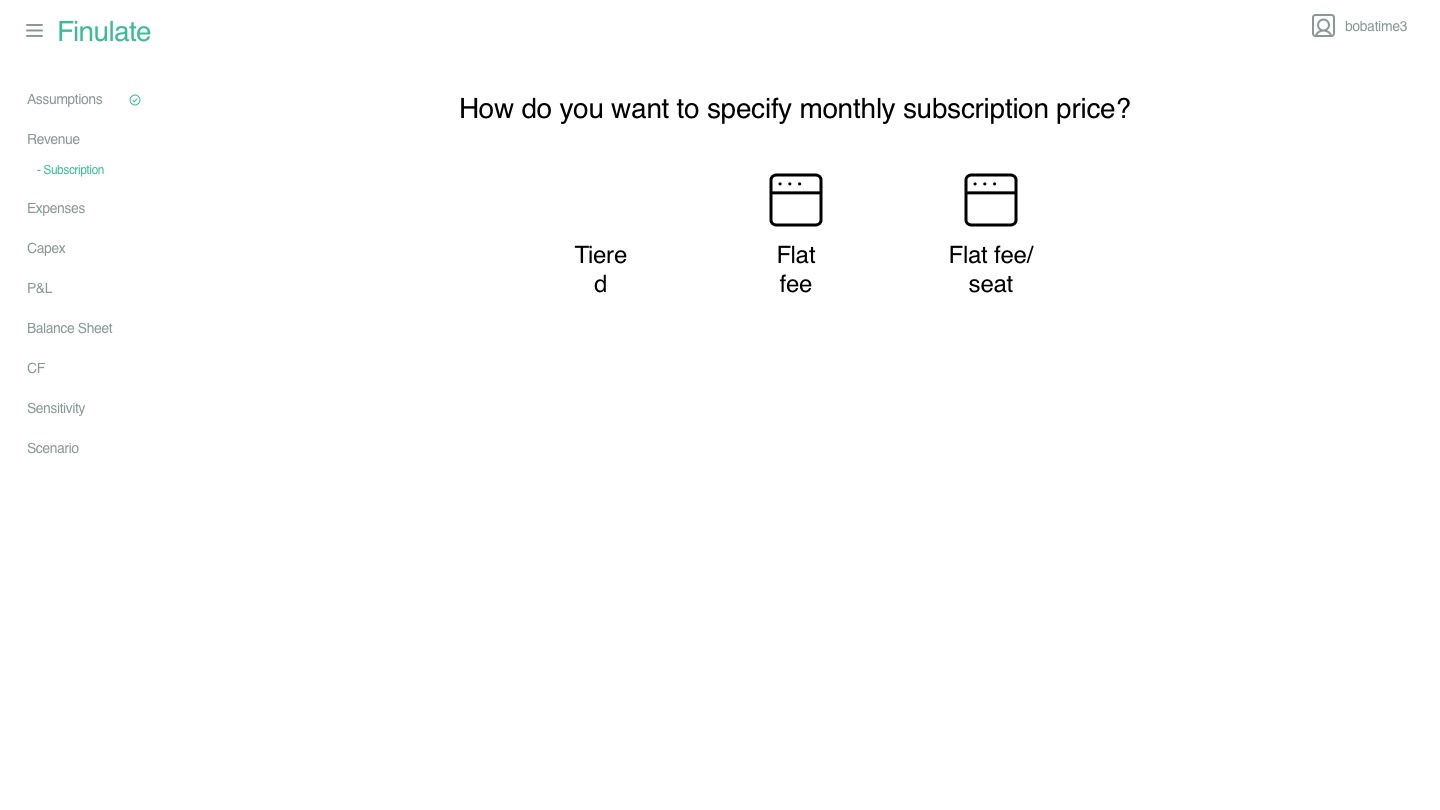 Finulate
bobatime3
Assumptions
Revenue
- Subscription
Expenses
Capex
P&L
Balance Sheet
CF
Sensitivity
Scenario
How do you want to specify monthly subscription price?
Tiere
d
Flat
fee
Flat fee/
seat